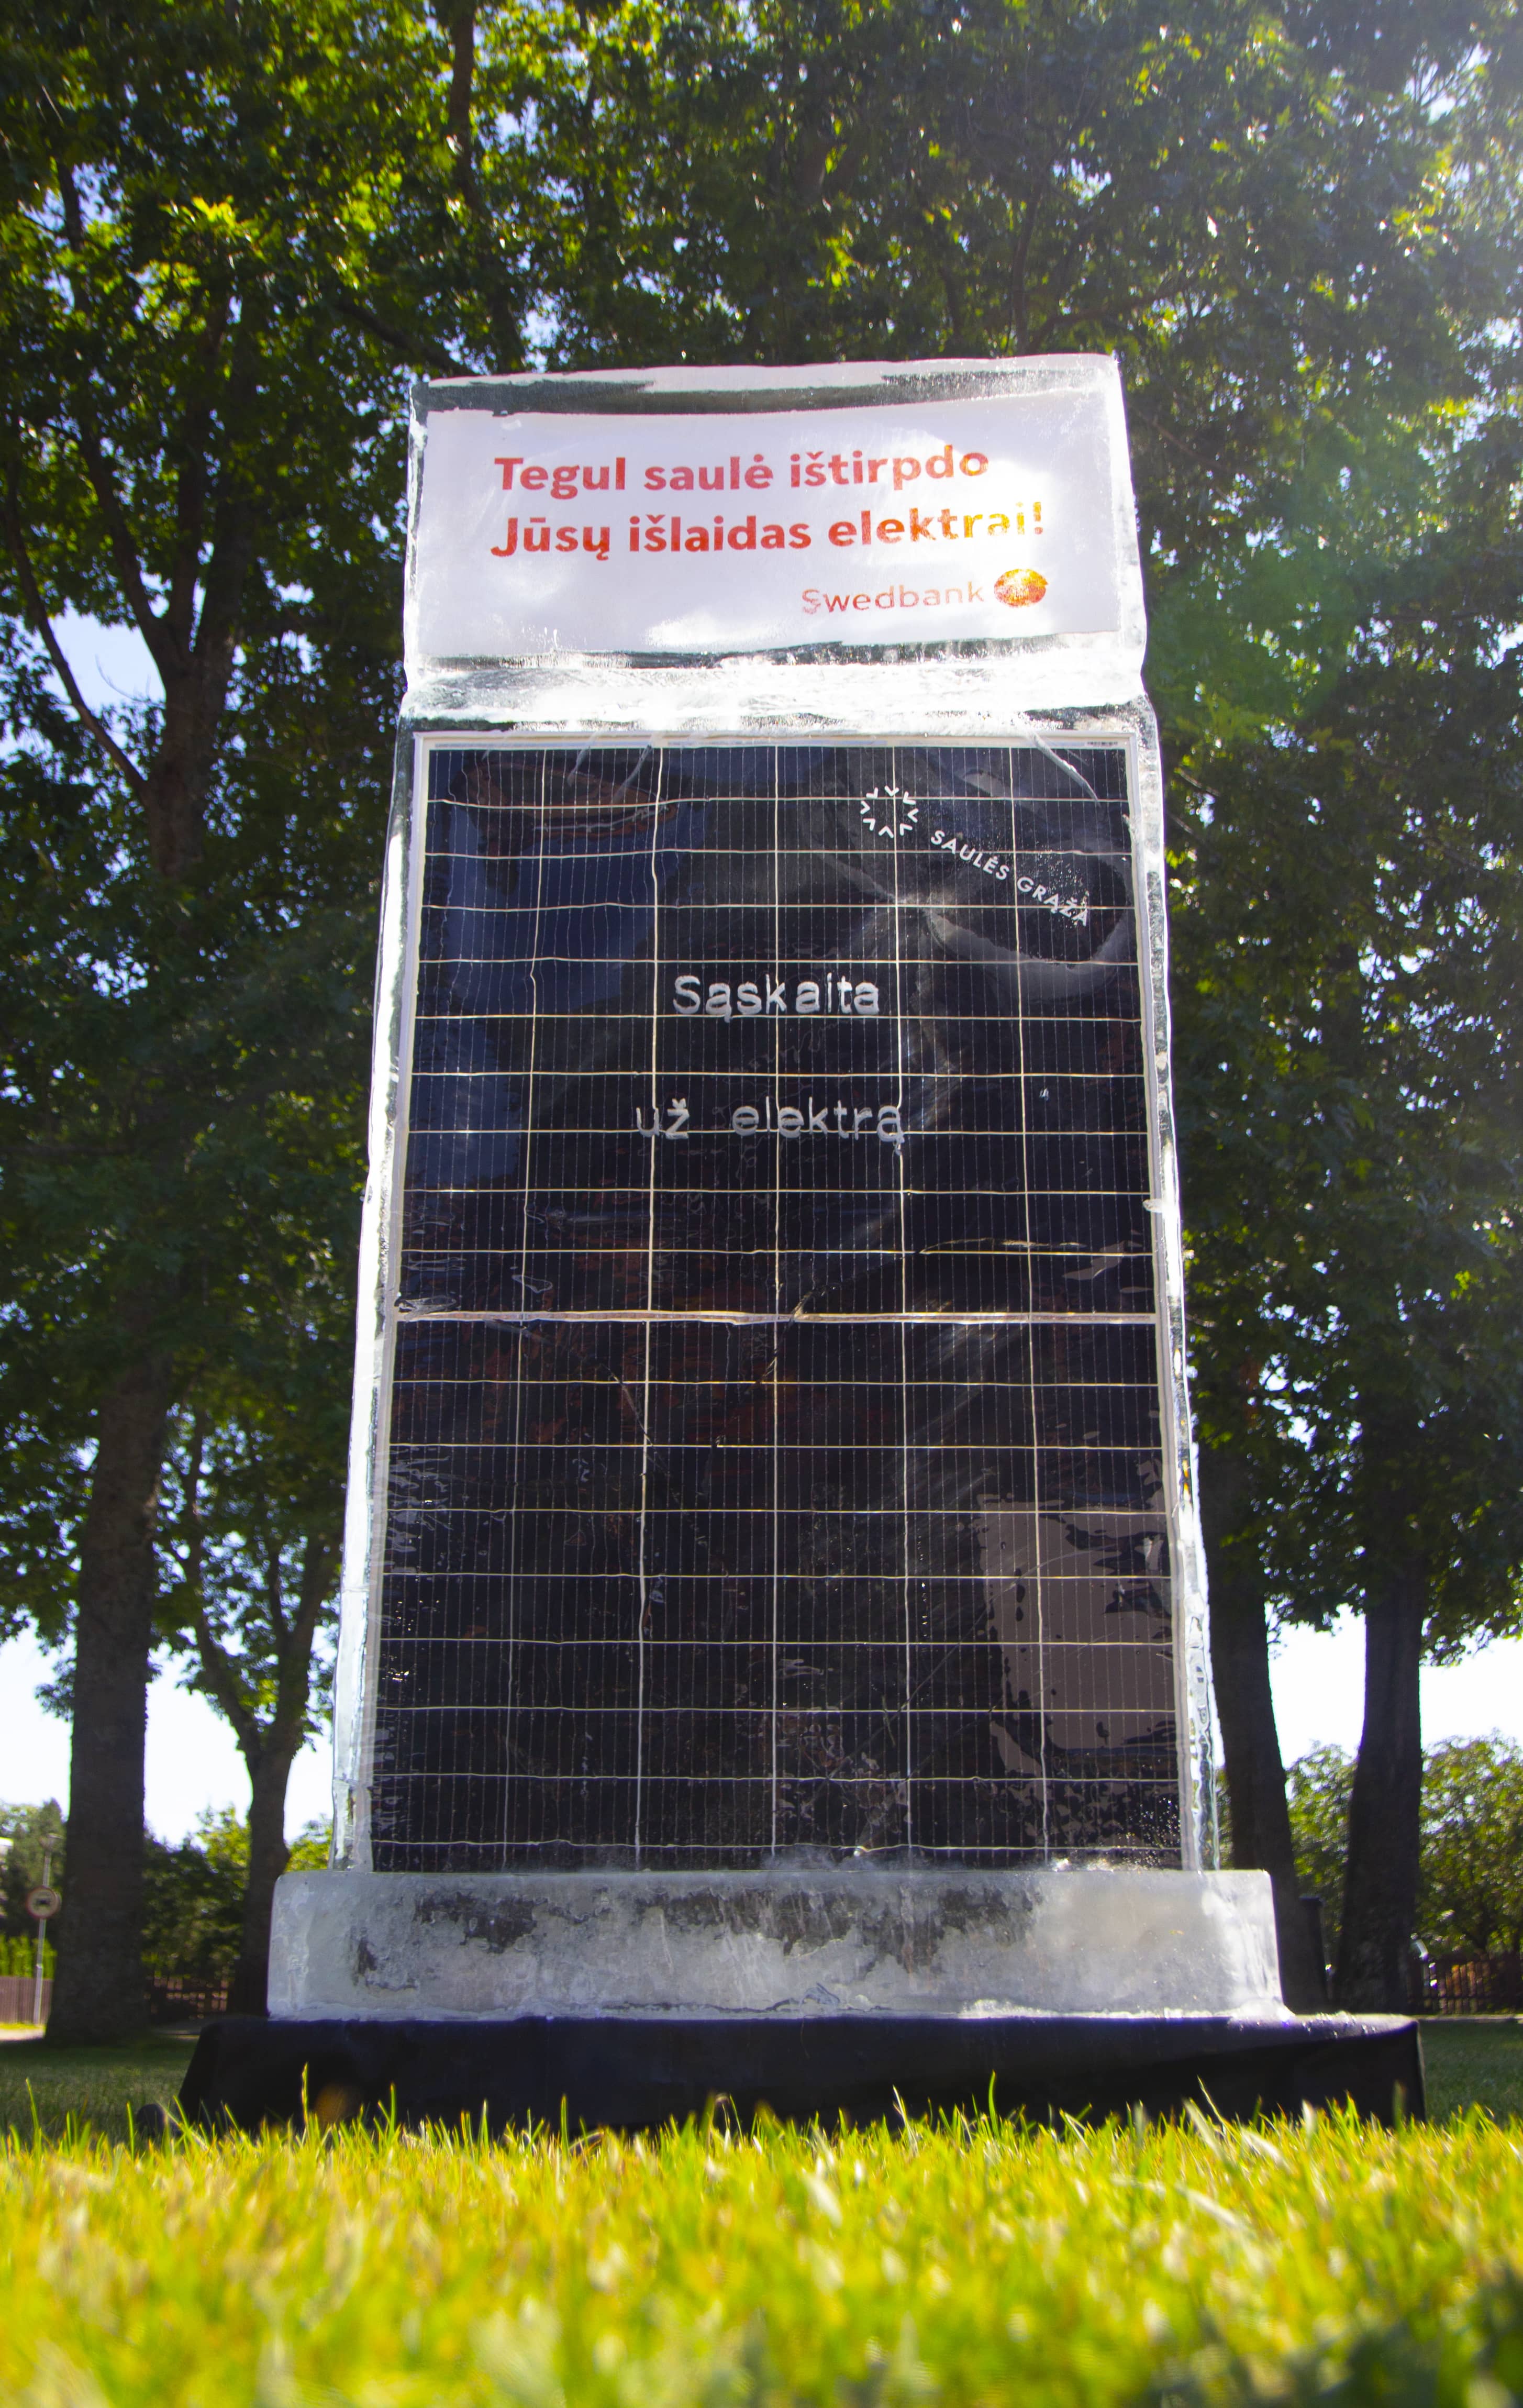 Tegul saulė ištirpdo
Jūsų išlaidas elektrai!
Swedbank
SAULĖS GRĄŽA
Sąskaita
už elektrą